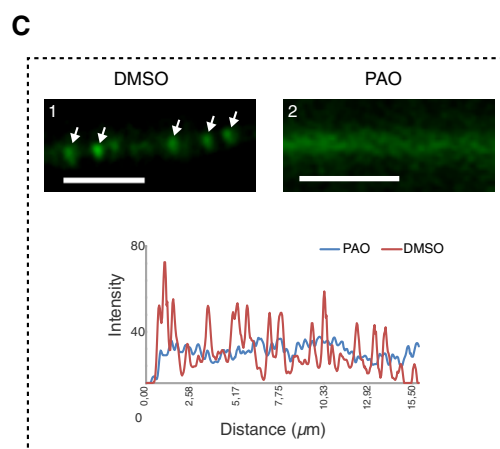 C
DMSO PAO
1 2
80
PAO DMSO
Intensity
40
0
0,00 2,58 5,17 7,75 10,33 12,92 15,50
Distance (µm)